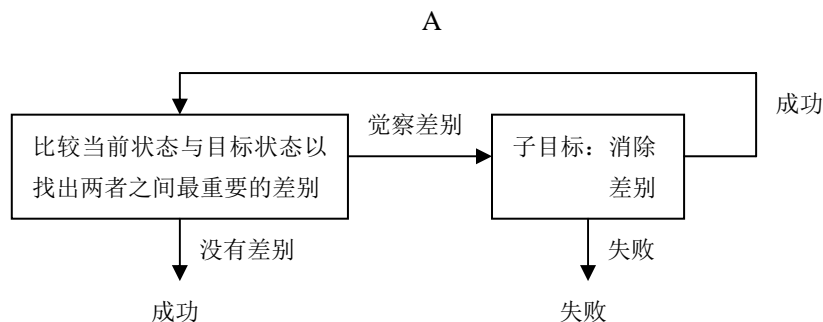 A
成功
觉察差别
比较当前状态与目标状态以
找出两者之间最重要的差别
子目标：消除
差别
没有差别
失败
成功
失败